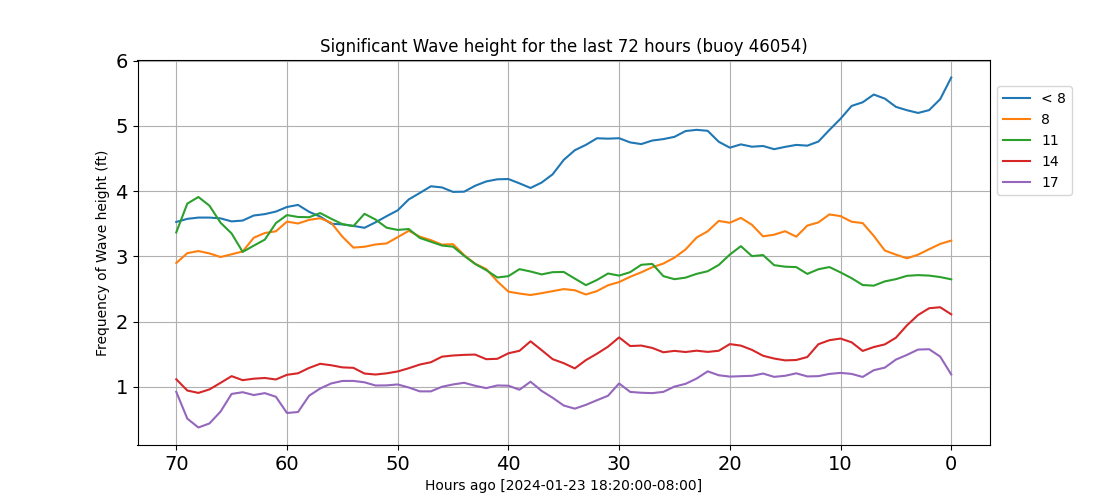 Significant Wave height for the last 72 hours (buoy 46054)
6
5
4
3
2
1
Frequency of Wave height (ft)
70 60 50 40 30 20 10 0
Hours ago [2024-01-23 18:20:00-08:00]
< 8
8
11
14
17